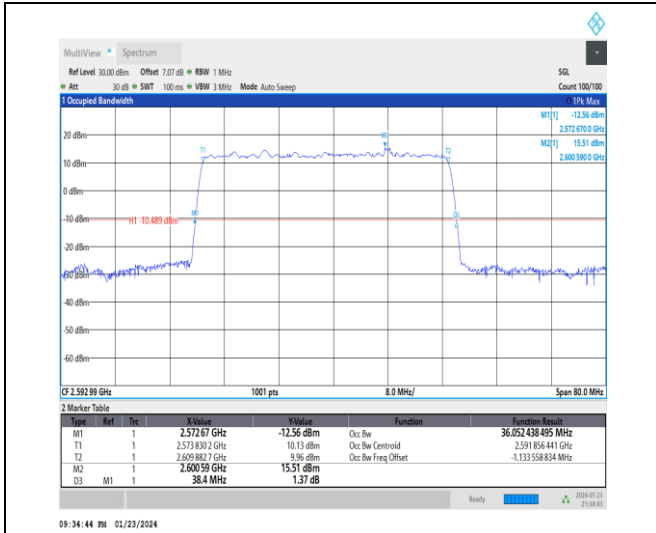 MultiView Spectrum
Ref Level 30.00 dBm Offset 7.07 dB RBW 1 MHz SGL
Att 30 dB SWT 100 ms VBW 3 MHz Mode Auto Sweep Count 100/100
1 Occupied Bandwidth 1Pk Max
M1[1] -12.56 dBm
2.572 670 0 GHz
M2[1] 15.51 dBm
2.600 590 0 GHz
20 dBm
M2
T1 T2
10 dBm
0 dBm
-10 dBm
M1 D3
H1 -10.489 dBm
-20 dBm
-30 dBm
-40 dBm
-50 dBm
-60 dBm
CF 2.592 99 GHz 1001 pts 8.0 MHz/ Span 80.0 MHz
2 Marker Table
Type Ref Trc X-Value Y-Value Function Function Result
M1 1 2.572 67 GHz -12.56 dBm Occ Bw 36.052 438 495 MHz
T1 1 2.573 830 2 GHz 10.13 dBm Occ Bw Centroid 2.591 856 441 GHz
T2 1 2.609 882 7 GHz 9.96 dBm Occ Bw Freq Offset -1.133 558 834 MHz
M2 1 2.600 59 GHz 15.51 dBm
D3 M1 1 38.4 MHz 1.37 dB
Ready 2024-01-23
21:34:43
09:34:44 PM 01/23/2024